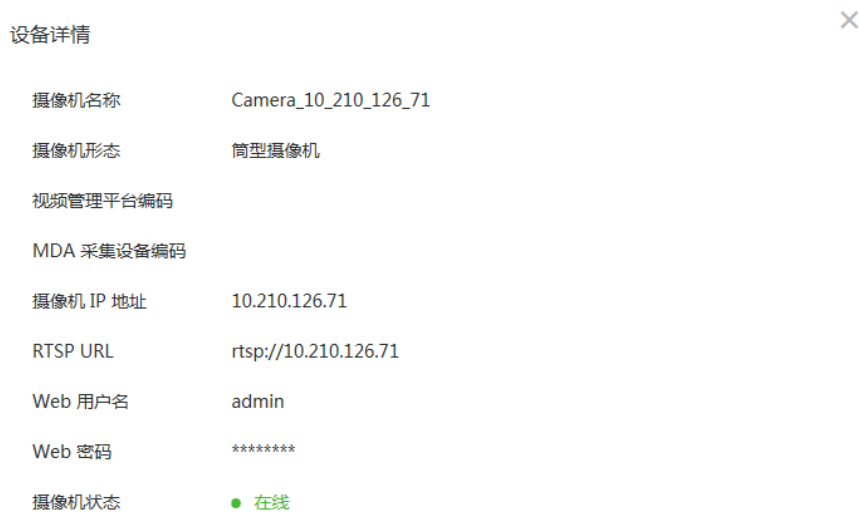 设备详情
摄像机名称 Camera_10_210_126_71
摄像机形态 筒型摄像机
视频管理平台编码
MDA 采集设备编码
摄像机 IP 地址 10.210.126.71
RTSP URL rtsp://10.210.126.71
Web 用户名 admin
Web 密码 ********
摄像机状态 在线